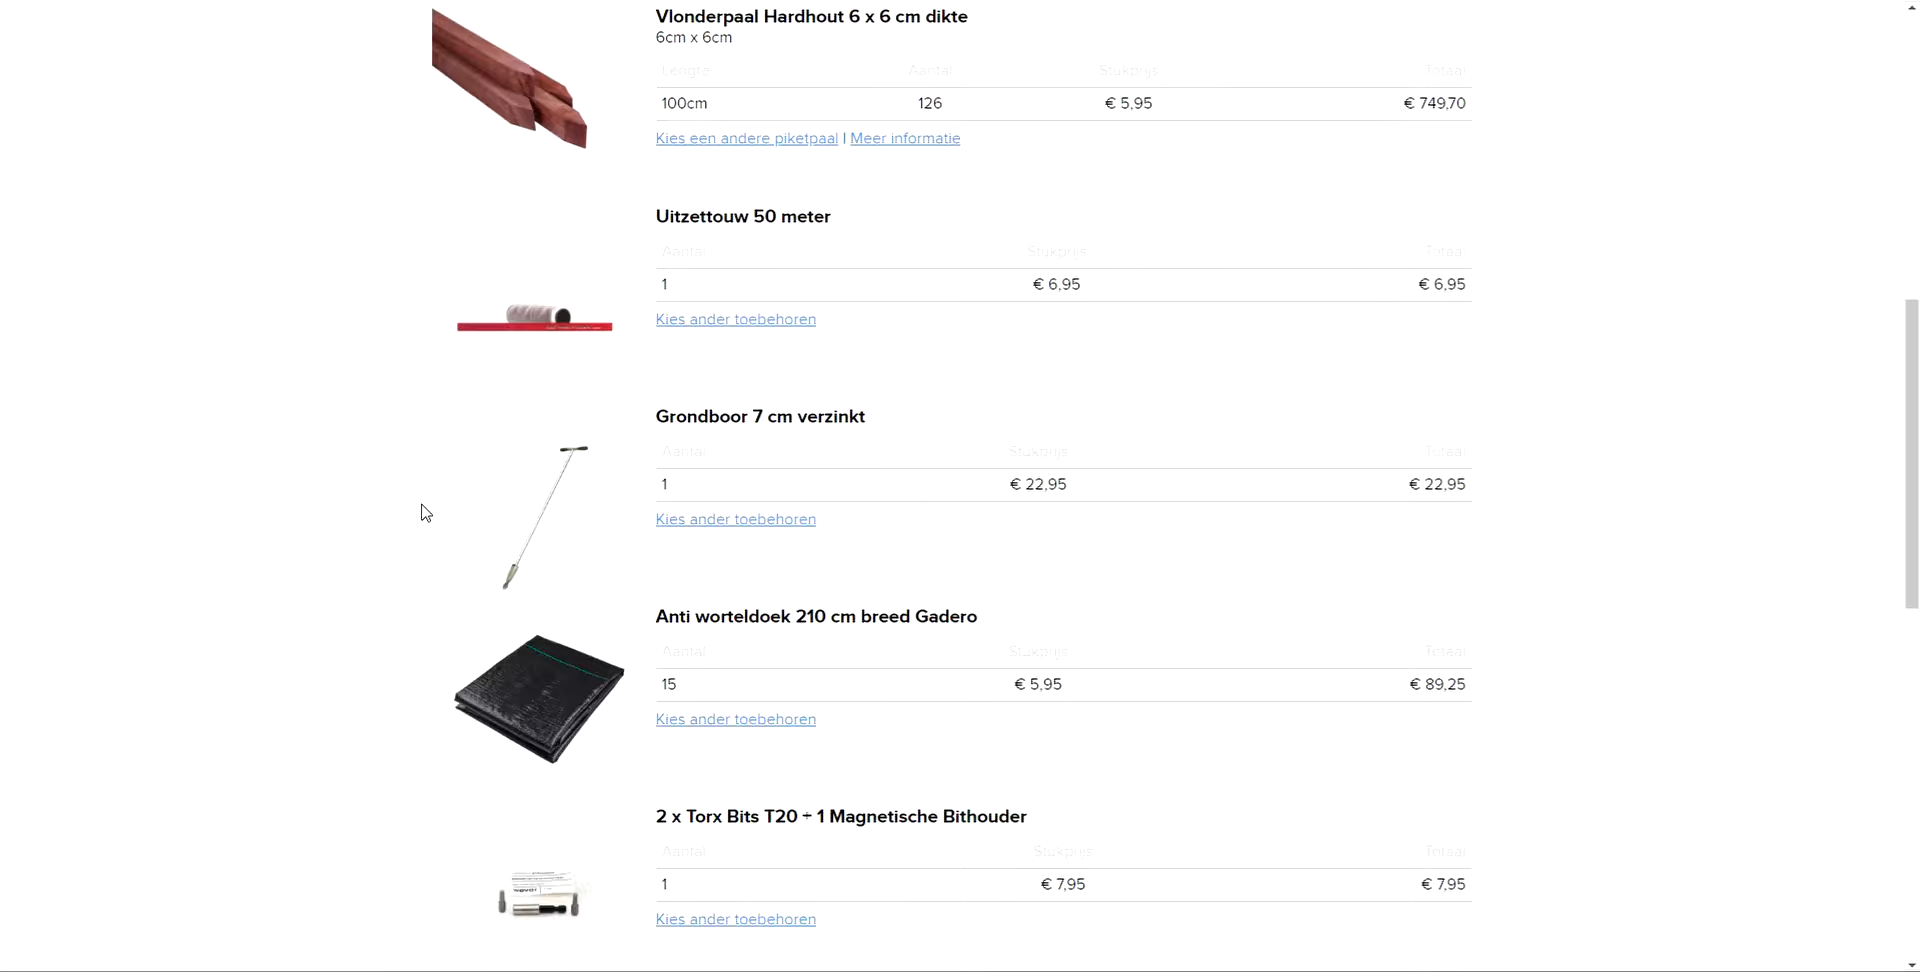 Vlonderpaal Hardhout 6 x 6 cm dikte
6cm x 6cm
Lengte Aantal Stukprijs Totaal
100cm 126 € 5,95 € 749,70
Kies een andere piketpaal | Meer informatie
Uitzettouw 50 meter
Aantal Stukprijs Totaal
1 € 6,95 € 6,95
Kies ander toebehoren
Grondboor 7 cm verzinkt
Aantal Stukprijs Totaal
1 € 22,95 € 22,95
Kies ander toebehoren
Anti worteldoek 210 cm breed Gadero
Aantal Stukprijs Totaal
15 € 5,95 € 89,25
Kies ander toebehoren
2 x Torx Bits T20 + 1 Magnetische Bithouder
Aantal Stukprijs Totaal
1 € 7,95 € 7,95
Kies ander toebehoren